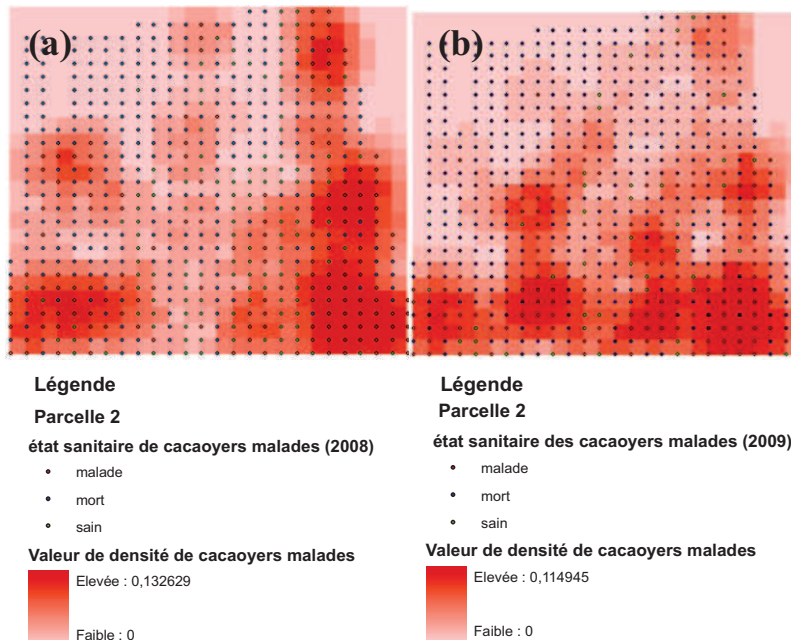 (a)
(b)
Légende
Parcelle 2
état sanitaire de cacaoyers malades (2008)
malade
mort
sain
Valeur de densité de cacaoyers malades
Elevée : 0,132629
Faible : 0
Légende
Parcelle 2
état sanitaire des cacaoyers malades (2009)
malade
mort
sain
Valeur de densité de cacaoyers malades
Elevée : 0,114945
Faible : 0